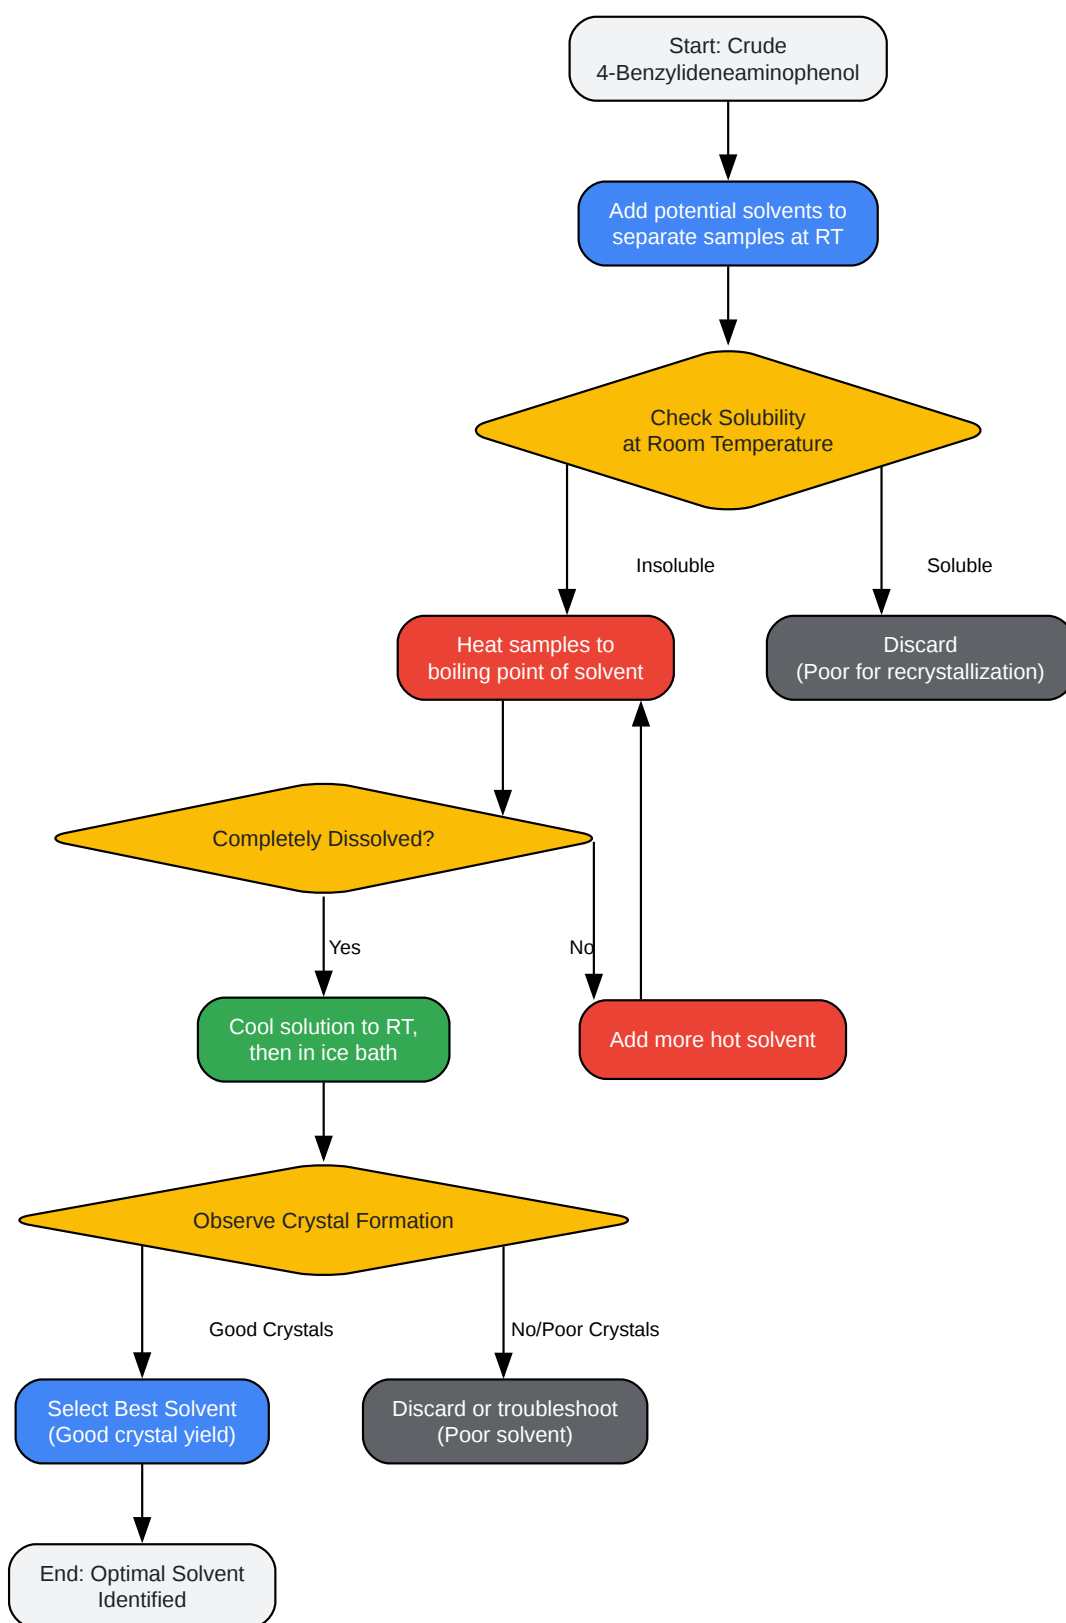 Start: Crude
4-Benzylideneaminophenol
Add potential solvents to
separate samples at RT
Check Solubility
at Room Temperature
Insoluble
Soluble
Heat samples to
boiling point of solvent
Discard
(Poor for recrystallization)
Completely Dissolved?
Yes
No
Cool solution to RT,
then in ice bath
Add more hot solvent
Observe Crystal Formation
Good Crystals
No/Poor Crystals
Select Best Solvent
(Good crystal yield)
Discard or troubleshoot
(Poor solvent)
End: Optimal Solvent
Identified